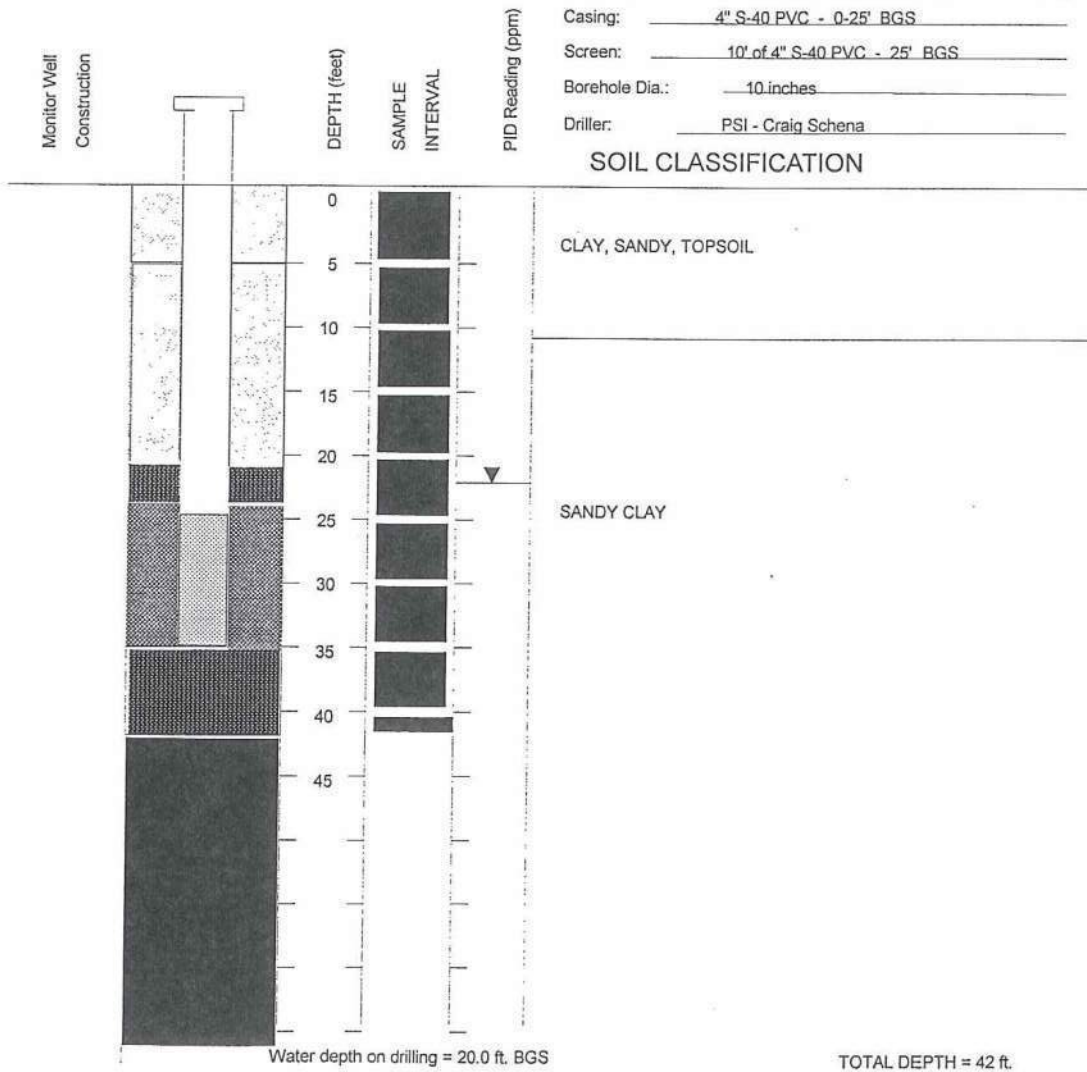 Casing: 4" S-40 PVC - 0-25' BGS
Screen: 10' of 4" S-40 PVC - 25' BGS
Borehole Dia.: 10 inches
Driller: PSI - Craig Schena
Monitor Well
Construction
DEPTH (feet)
SAMPLE
INTERVAL
PID Reading (ppm)
SOIL CLASSIFICATION
0
CLAY, SANDY, TOPSOIL
5
10
15
20
SANDY CLAY
25
30
35
40
45
Water depth on drilling = 20.0 ft. BGS
TOTAL DEPTH = 42 ft.